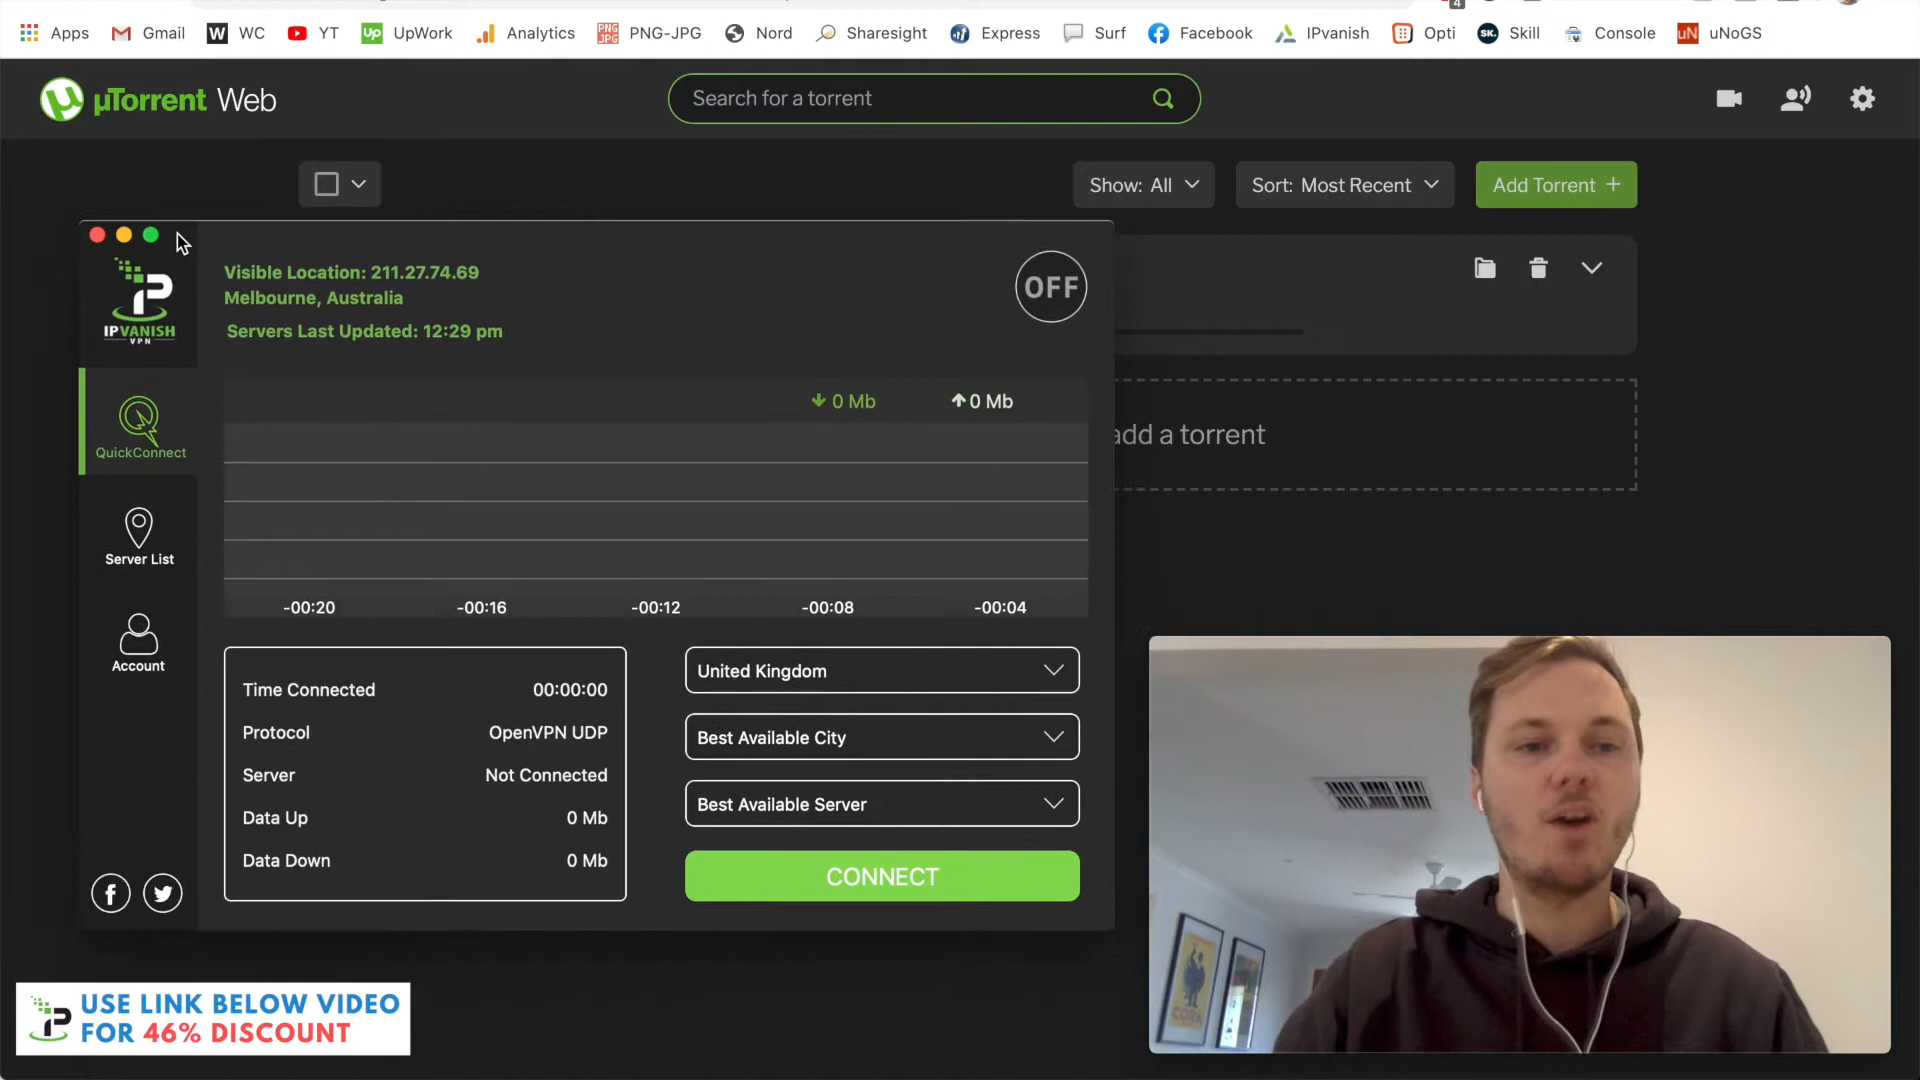 4
Apps Gmail WC YT UpWork Analytics PNG-JPG Nord Sharesight Express Surf Facebook IPvanish Opti Skill Console uNoGS
µTorrent Web
Search for a torrent
Show: All
Sort: Most Recent
Add Torrent +
IPVANISH
VPN
Visible Location: 211.27.74.69
Melbourne, Australia
Servers Last Updated: 12:29 pm
OFF
0 Mb
0 Mb
QuickConnect
add a torrent
Server List
-00:20 -00:16 -00:12 -00:08 -00:04
Account
Time Connected 00:00:00
Protocol OpenVPN UDP
Server Not Connected
Data Up 0 Mb
Data Down 0 Mb
United Kingdom
Best Available City
Best Available Server
CONNECT
USE LINK BELOW VIDEO
FOR 46% DISCOUNT